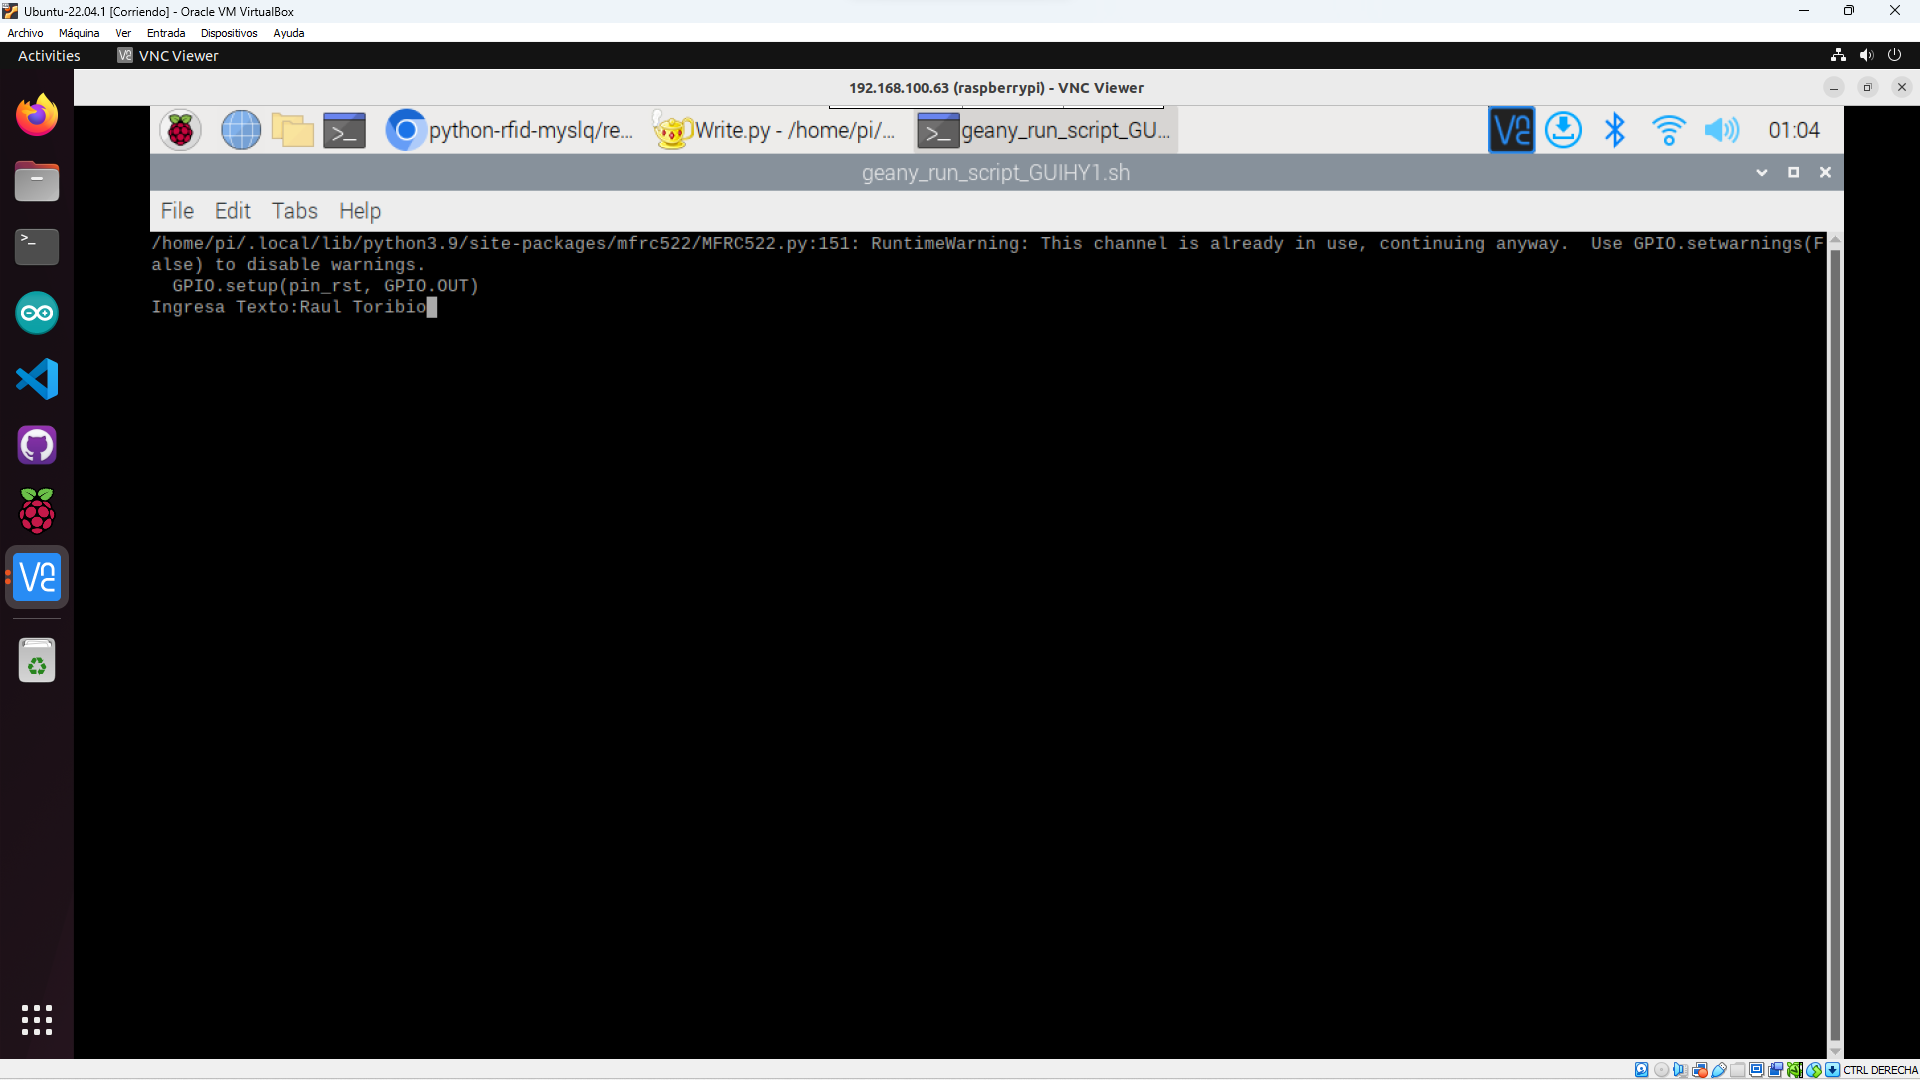 Ubuntu-22.04.1 [Corriendo] - Oracle VM VirtualBox
Archivo Máquina Ver Entrada Dispositivos Ayuda
Activities VNC Viewer
192.168.100.63 (raspberrypi) - VNC Viewer
python-rfid-myslq/re... Write.py - /home/pi/... geany_run_script_GU... 01:04
geany_run_script_GUIHY1.sh
File Edit Tabs Help
/home/pi/.local/lib/python3.9/site-packages/mfrc522/MFRC522.py:151: RuntimeWarning: This channel is already in use, continuing anyway.  Use GPIO.setwarnings(F
alse) to disable warnings.
  GPIO.setup(pin_rst, GPIO.OUT)
Ingresa Texto:Raul Toribio
CTRL DERECHA